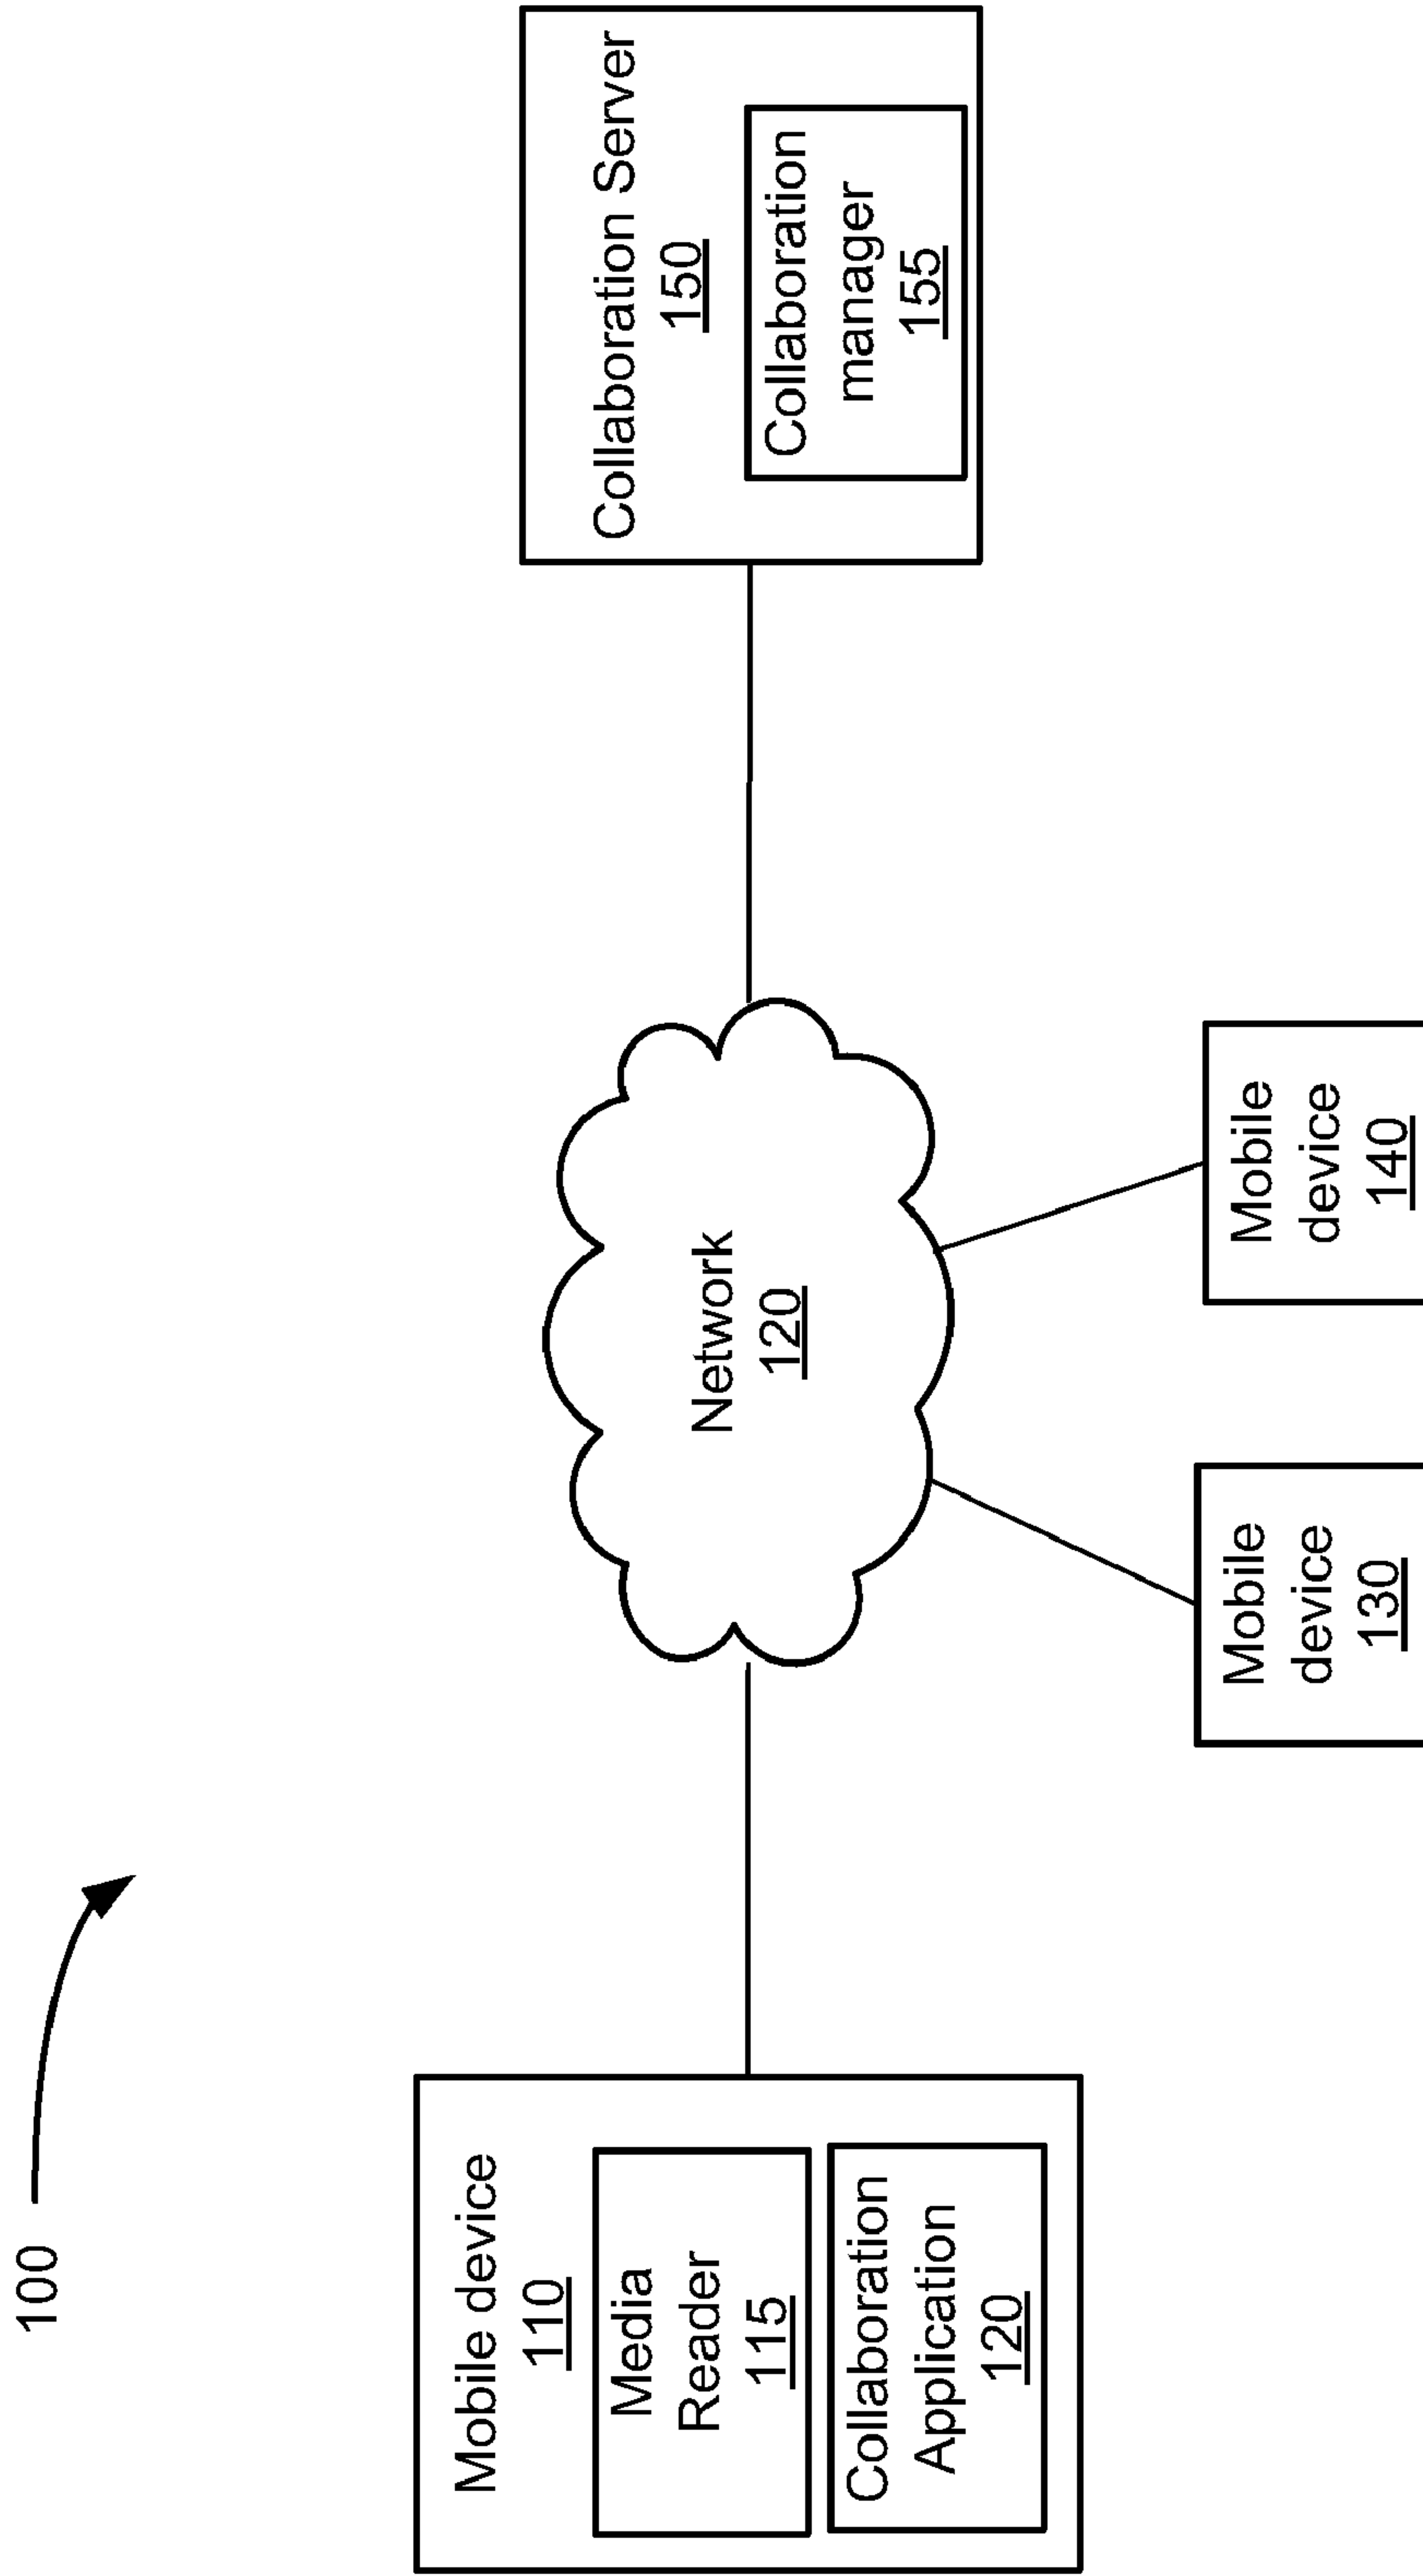 100
Mobile device
110
Media
Reader
115
Collaboration
Application
120
Network
120
Mobile
device
130
Mobile
device
140
Collaboration Server
150
Collaboration
manager
155